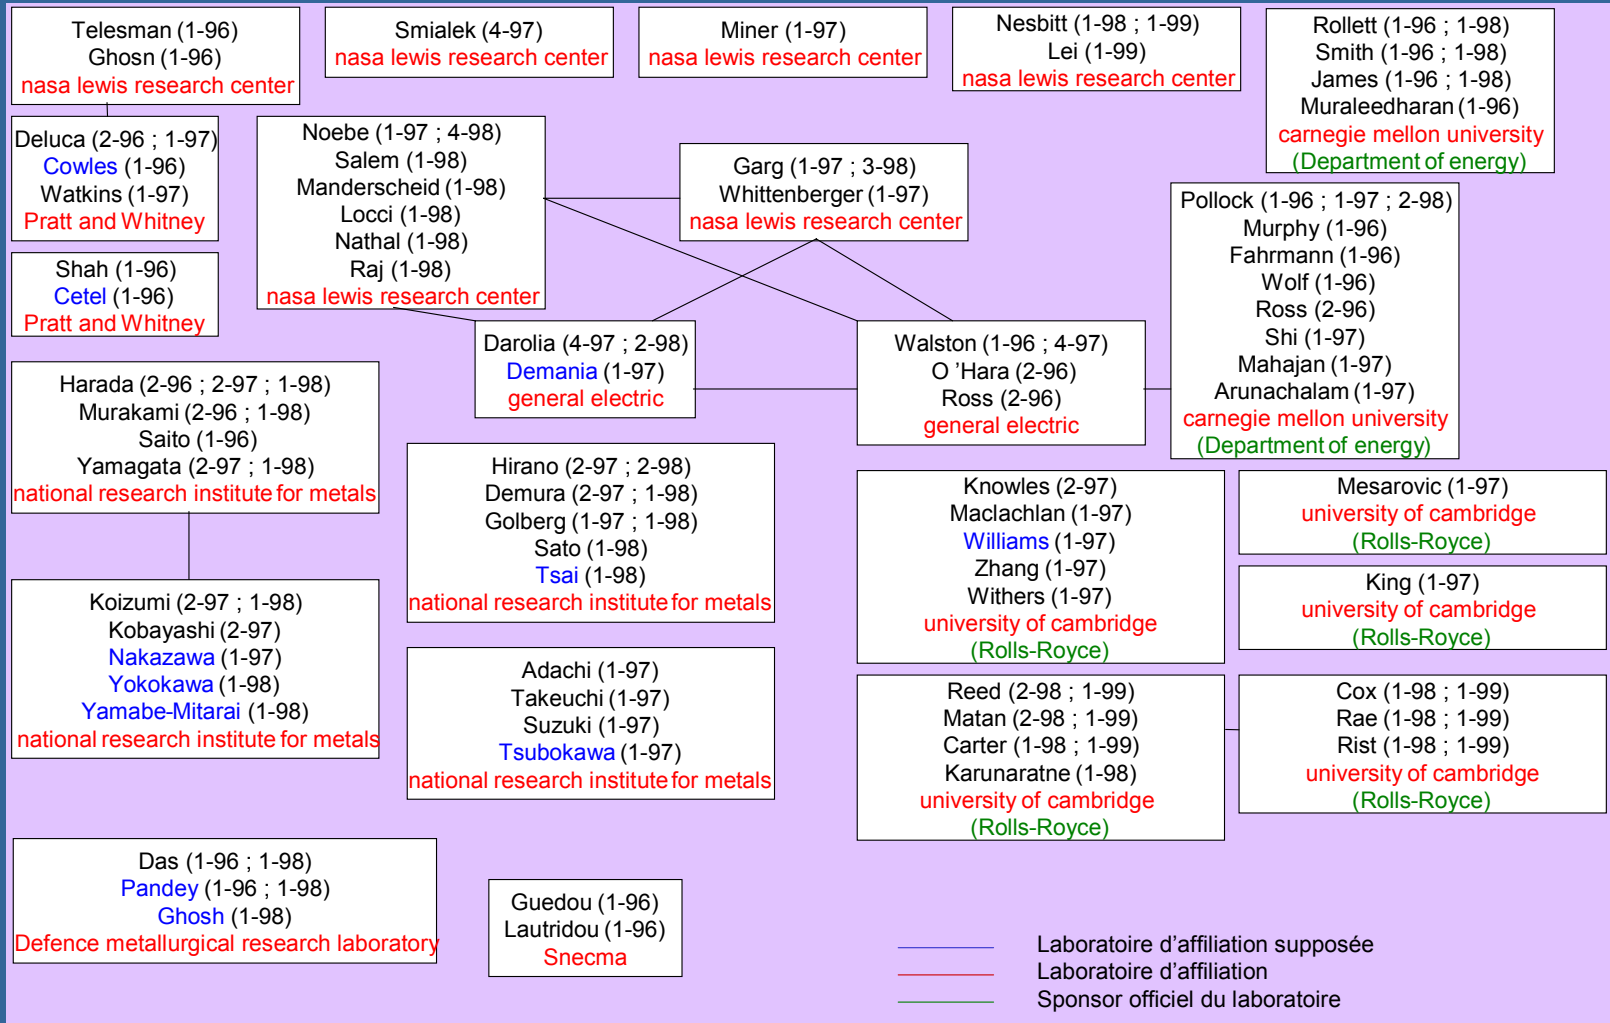 Telesman (1-96)
Ghosn (1-96)
nasa lewis research center
Smialek (4-97)
nasa lewis research center
Miner (1-97)
nasa lewis research center
Nesbitt (1-98 ; 1-99)
Lei (1-99)
nasa lewis research center
Rollett (1-96 ; 1-98)
Smith (1-96 ; 1-98)
James (1-96 ; 1-98)
Muraleedharan (1-96)
carnegie mellon university
(Department of energy)
Deluca (2-96 ; 1-97)
Cowles (1-96)
Watkins (1-97)
Pratt and Whitney
Noebe (1-97 ; 4-98)
Salem (1-98)
Manderscheid (1-98)
Locci (1-98)
Nathal (1-98)
Raj (1-98)
nasa lewis research center
Garg (1-97 ; 3-98)
Whittenberger (1-97)
nasa lewis research center
Pollock (1-96 ; 1-97 ; 2-98)
Murphy (1-96)
Fahrmann (1-96)
Wolf (1-96)
Ross (2-96)
Shi (1-97)
Mahajan (1-97)
Arunachalam (1-97)
carnegie mellon university
(Department of energy)
Shah (1-96)
Cetel (1-96)
Pratt and Whitney
Darolia (4-97 ; 2-98)
Demania (1-97)
general electric
Walston (1-96 ; 4-97)
O ’Hara (2-96)
Ross (2-96)
general electric
Harada (2-96 ; 2-97 ; 1-98)
Murakami (2-96 ; 1-98)
Saito (1-96)
Yamagata (2-97 ; 1-98)
national research institute for metals
Hirano (2-97 ; 2-98)
Demura (2-97 ; 1-98)
Golberg (1-97 ; 1-98)
Sato (1-98)
Tsai (1-98)
national research institute for metals
Knowles (2-97)
Maclachlan (1-97)
Williams (1-97)
Zhang (1-97)
Withers (1-97)
university of cambridge
(Rolls-Royce)
Mesarovic (1-97)
university of cambridge
(Rolls-Royce)
King (1-97)
university of cambridge
(Rolls-Royce)
Koizumi (2-97 ; 1-98)
Kobayashi (2-97)
Nakazawa (1-97)
Yokokawa (1-98)
Yamabe-Mitarai (1-98)
national research institute for metals
Adachi (1-97)
Takeuchi (1-97)
Suzuki (1-97)
Tsubokawa (1-97)
national research institute for metals
Reed (2-98 ; 1-99)
Matan (2-98 ; 1-99)
Carter (1-98 ; 1-99)
Karunaratne (1-98)
university of cambridge
(Rolls-Royce)
Cox (1-98 ; 1-99)
Rae (1-98 ; 1-99)
Rist (1-98 ; 1-99)
university of cambridge
(Rolls-Royce)
Das (1-96 ; 1-98)
Pandey (1-96 ; 1-98)
Ghosh (1-98)
Defence metallurgical research laboratory
Guedou (1-96)
Lautridou (1-96)
Snecma
Laboratoire d’affiliation supposée
Laboratoire d’affiliation
Sponsor officiel du laboratoire